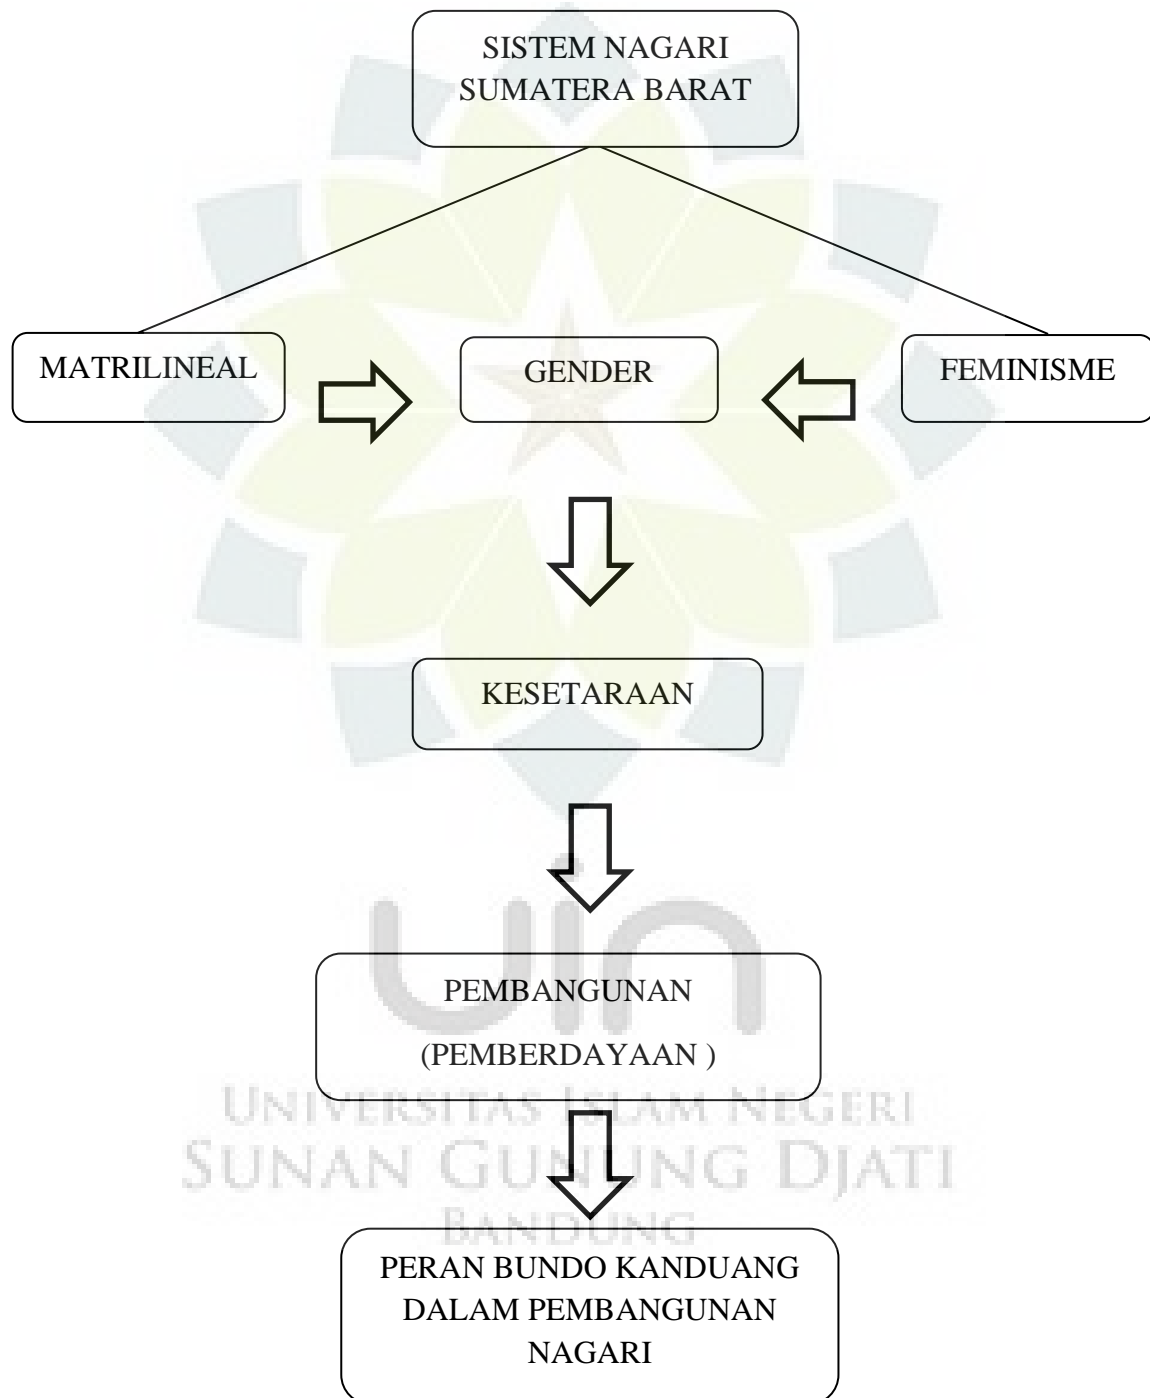 SISTEM NAGARI
SUMATERA BARAT
MATRILINEAL
GENDER
FEMINISME
KESETARAAN
uin
PEMBANGUNAN
(PEMBERDAYAAN )
UNIVERSITAS ISLAM NEGERI
SUNAN GUNUNG DJATI
BANDUNG
PERAN BUNDO KANDUANG
DALAM PEMBANGUNAN
NAGARI